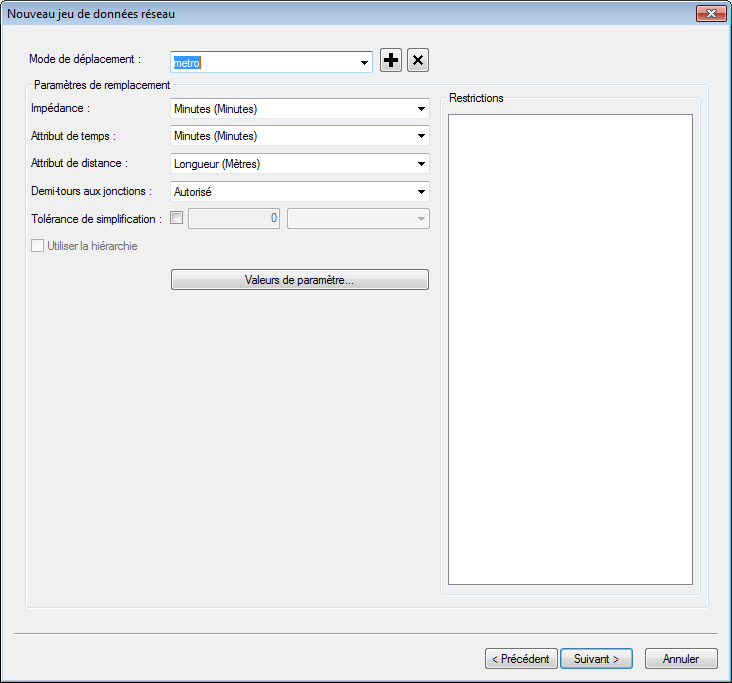 Nouveau jeu de données réseau
Mode de déplacement :
metro
Paramètres de remplacement
Impédance :
Minutes (Minutes)
Attribut de temps :
Minutes (Minutes)
Attribut de distance :
Longueur (Mètres)
Demi-tours aux jonctions :
Autorisé
Tolérance de simplification :
0
Utiliser la hiérarchie
Valeurs de paramètre...
Restrictions
< Précédent
Suivant >
Annuler